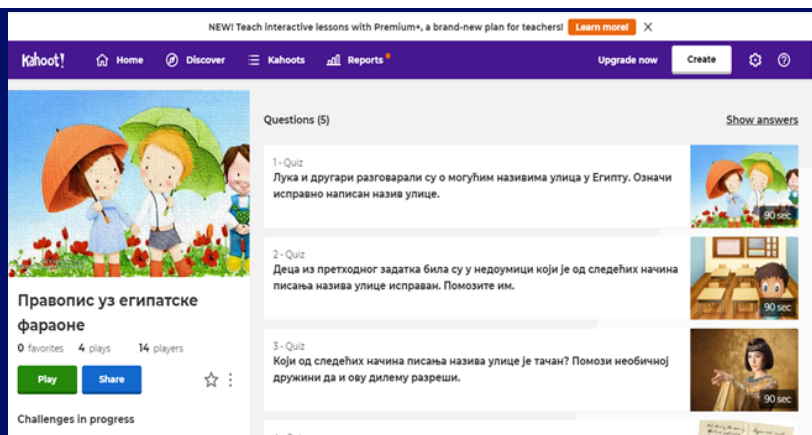 NEW! Teach interactive lessons with Premium+, a brand-new plan for teachers! Learn more! X
Kahoot! Home Discover Kahoots Reports Upgrade now Create
Questions (5) Show answers
1 - Quiz
Лука и другари разговарали су о могућим називима улица у Египту. Означи
исправно написан назив улице.
90 sec
2 - Quiz
Деца из претходног задатка била су у недоумици који је од следећих начина
писања назива улице исправан. Помозите им.
90 sec
3 - Quiz
Који од следећих начина писања назива улице је тачан? Помози необичној
дружини да и ову дилему разреши.
90 sec
Правопис уз египатске
фараоне
0 favorites 4 plays 14 players
Play Share
Challenges in progress